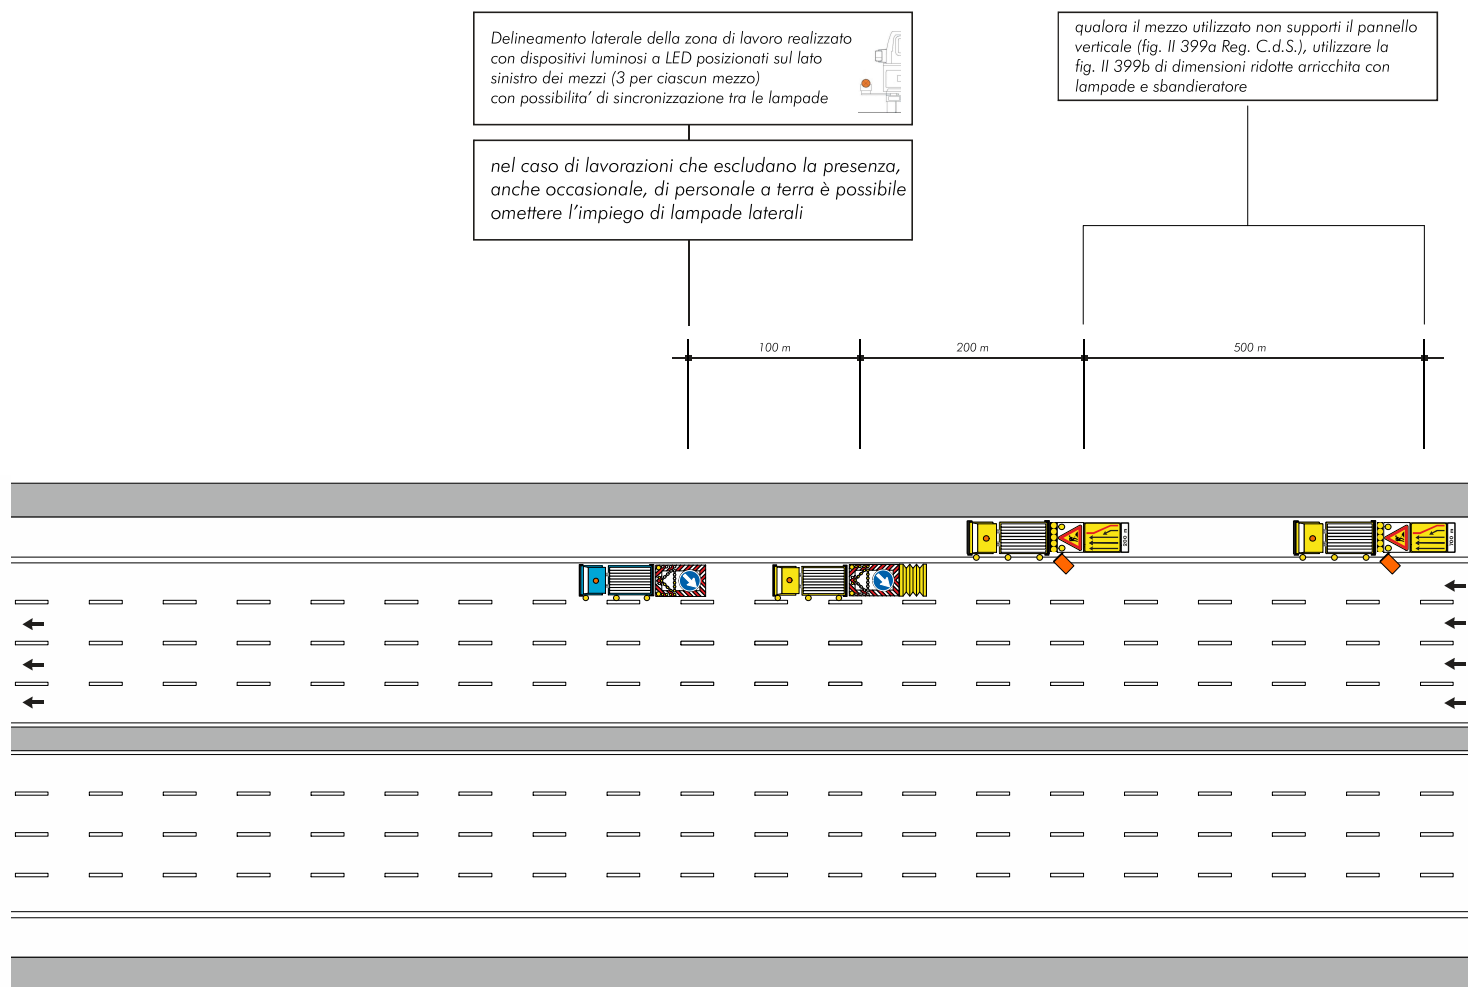 Delineamento laterale della zona di lavoro realizzato
con dispositivi luminosi a LED posizionati sul lato
sinistro dei mezzi (3 per ciascun mezzo)
con possibilita' di sincronizzazione tra le lampade
nel caso di lavorazioni che escludano la presenza,
anche occasionale, di personale a terra è possibile
omettere l'impiego di lampade laterali
qualora il mezzo utilizzato non supporti il pannello
verticale (fig. II 399a Reg. C.d.S.), utilizzare la
fig. II 399b di dimensioni ridotte arricchita con
lampade e sbandieratore
100 m
200 m
500 m
200 m
700 m